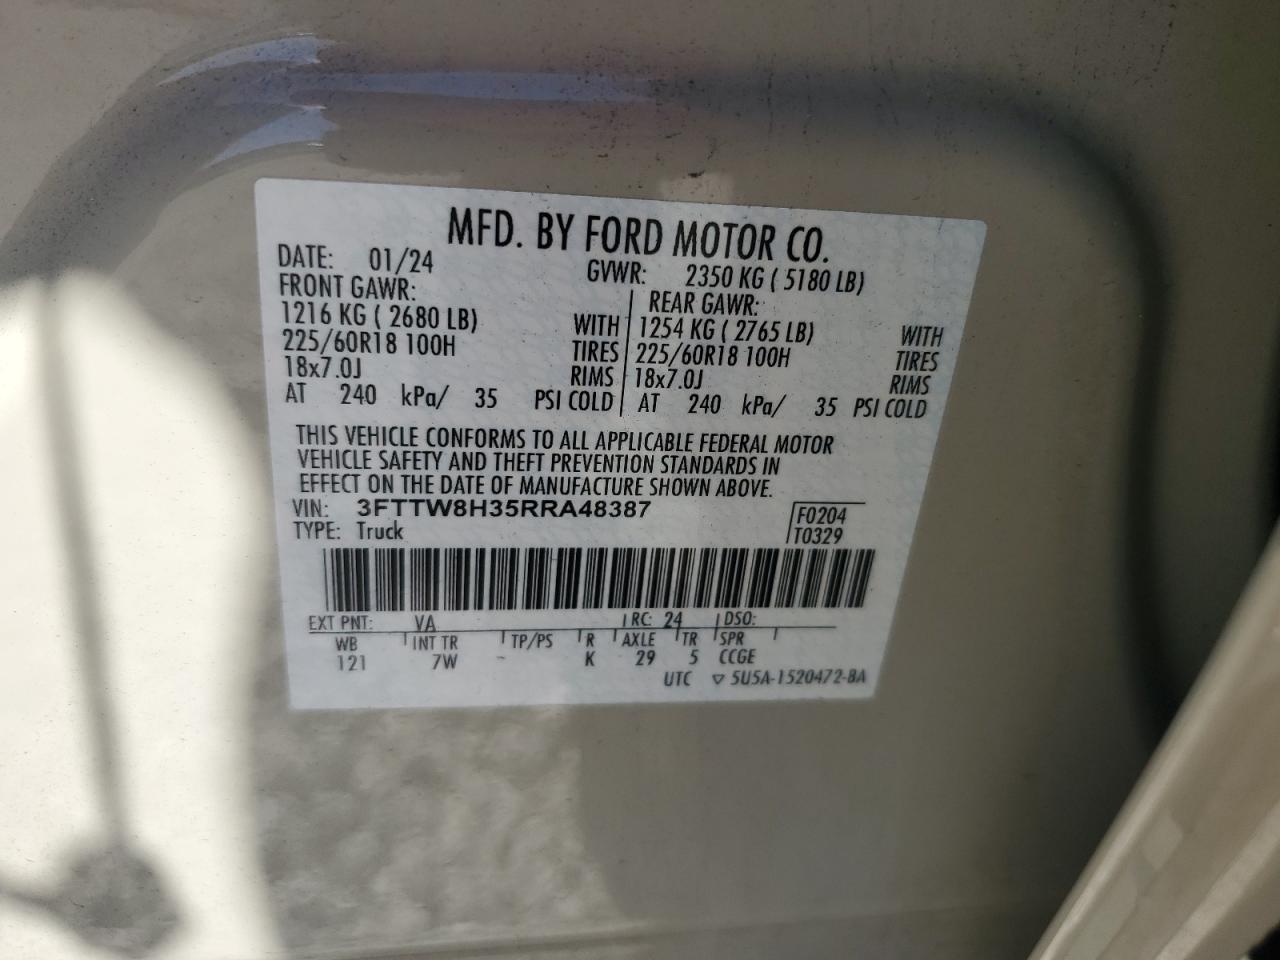 MFD. BY FORD MOTOR CO.
DATE: 01/24 GVWR: 2350 KG ( 5180 LB)
FRONT GAWR: REAR GAWR:
1216 KG ( 2680 LB) WITH 1254 KG ( 2765 LB) WITH
225/60R18 100H TIRES 225/60R18 100H TIRES
18x7.0J RIMS 18x7.0J RIMS
AT 240 kPa/ 35 PSI COLD AT 240 kPa/ 35 PSI COLD
THIS VEHICLE CONFORMS TO ALL APPLICABLE FEDERAL MOTOR
VEHICLE SAFETY AND THEFT PREVENTION STANDARDS IN
EFFECT ON THE DATE OF MANUFACTURE SHOWN ABOVE.
VIN: 3FTTW8H35RRA48387 F0204
TYPE: Truck T0329
EXT PNT: VA RC: 24 DSO:
WB INT TR TP/PS R AXLE TR SPR
121 7W - K 29 5 CCGE
UTC ▽ 5U5A-1520472-BA